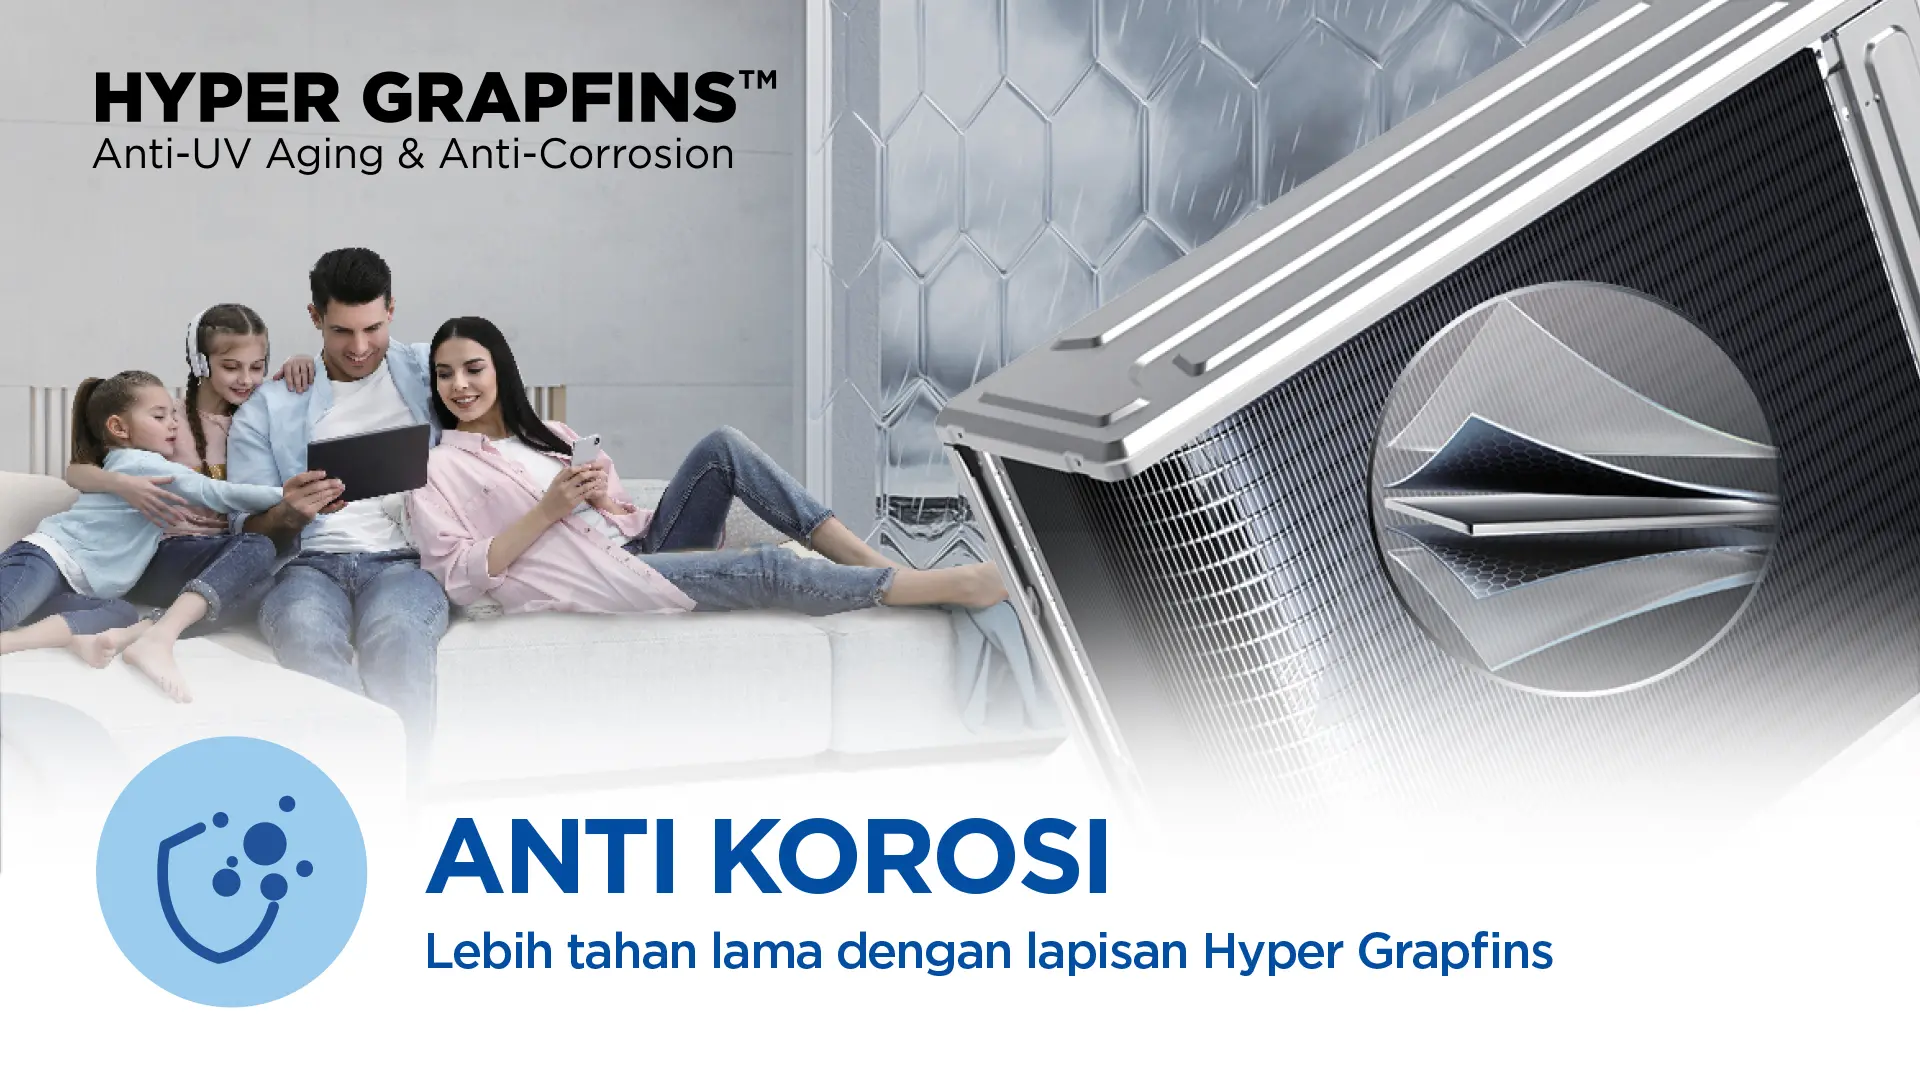 HYPER GRAPFINS™
Anti-UV Aging & Anti-Corrosion
ANTI KOROSI
Lebih tahan lama dengan lapisan Hyper Grapfins